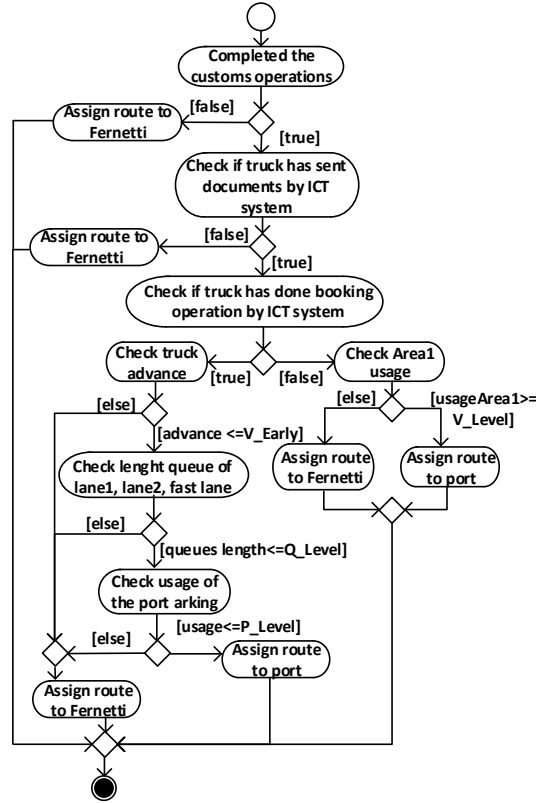 Completed the
customs operations
[false]
Assign route to
Fernetti
[true]
Check if truck has sent
documents by ICT
system
[false]
Assign route to
Fernetti
[true]
Check if truck has done booking
operation by ICT system
Check truck
advance
[true]
[false]
Check Area1
usage
[else]
[advance <=V_Early]
[else]
[usageArea1>=
V_Level]
Check lenght queue of
lane1, lane2, fast lane
Assign route
to Fernetti
Assign route
to port
[else]
[queues length<=Q_Level]
Check usage of
the port arking
[else]
[usage<=P_Level]
Assign route
to port
Assign route
to Fernetti